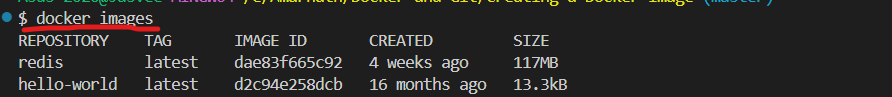 $ docker images
REPOSITORY TAG IMAGE ID CREATED SIZE
redis latest dae83f665c92 4 weeks ago 117MB
hello-world latest d2c94e258dcb 16 months ago 13.3kB